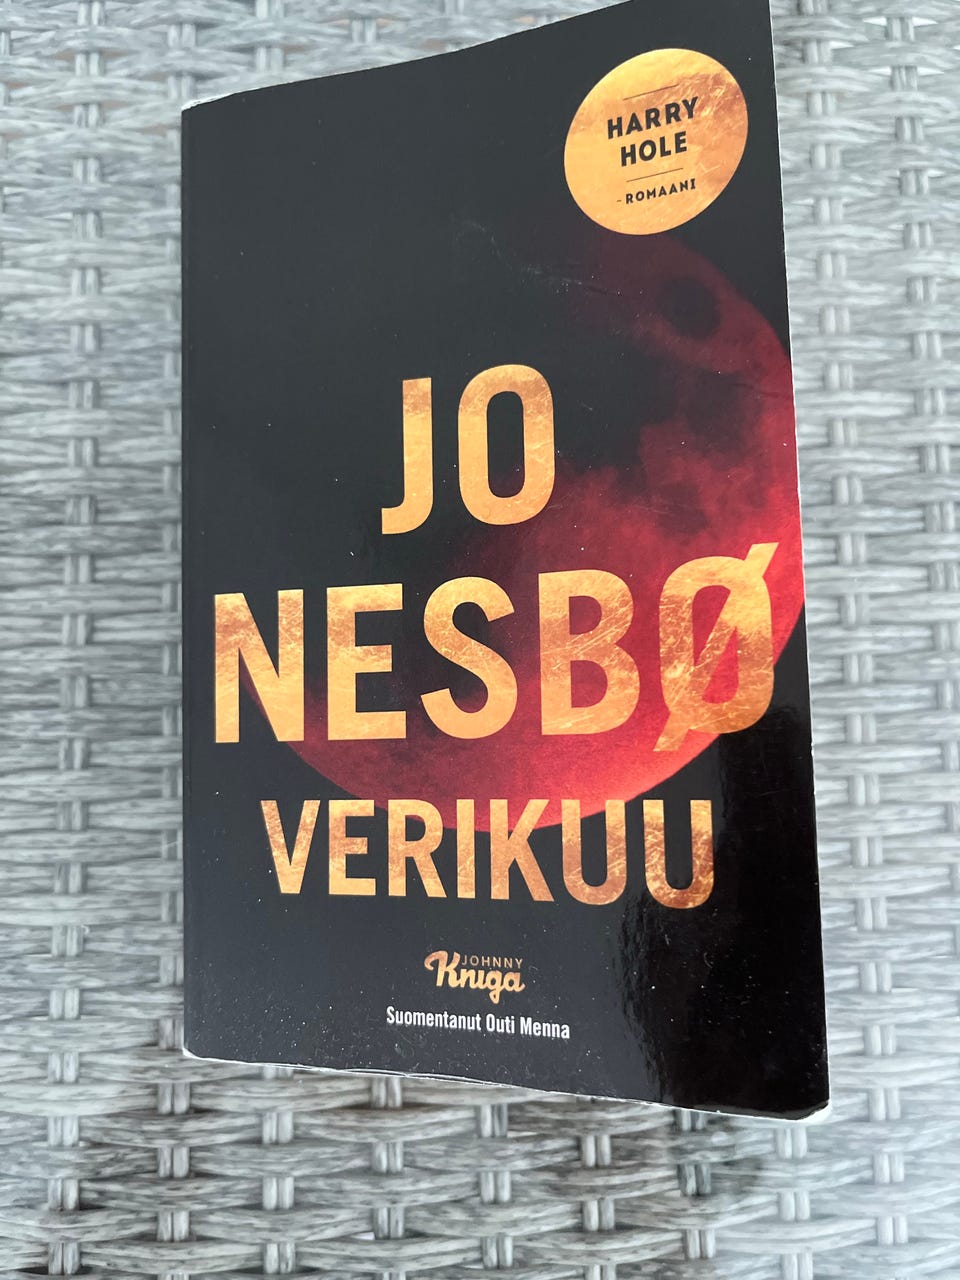 HARRY
HOLE
-ROMAANI
JO
NESBØ
VERIKUU
JOHNNY
Kniga
Suomentanut Outi Menna